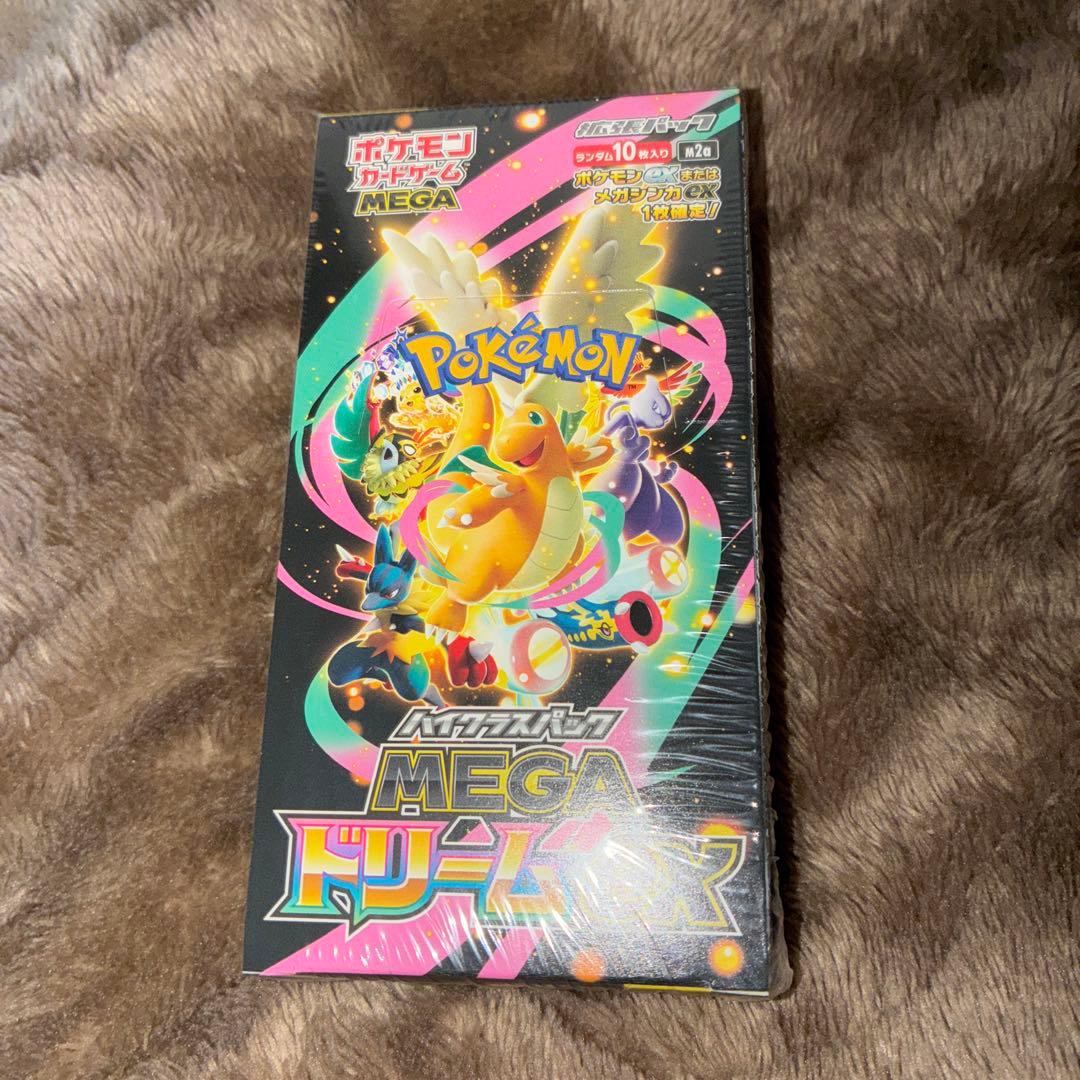 ポケモン
カードゲーム
MEGA
拡張パック
ランダム10枚入り M2a
ポケモンexまたは
メガシンカex
1枚確定!
POKéMON
TM
ハイクラスパック
MEGA
ドリームex